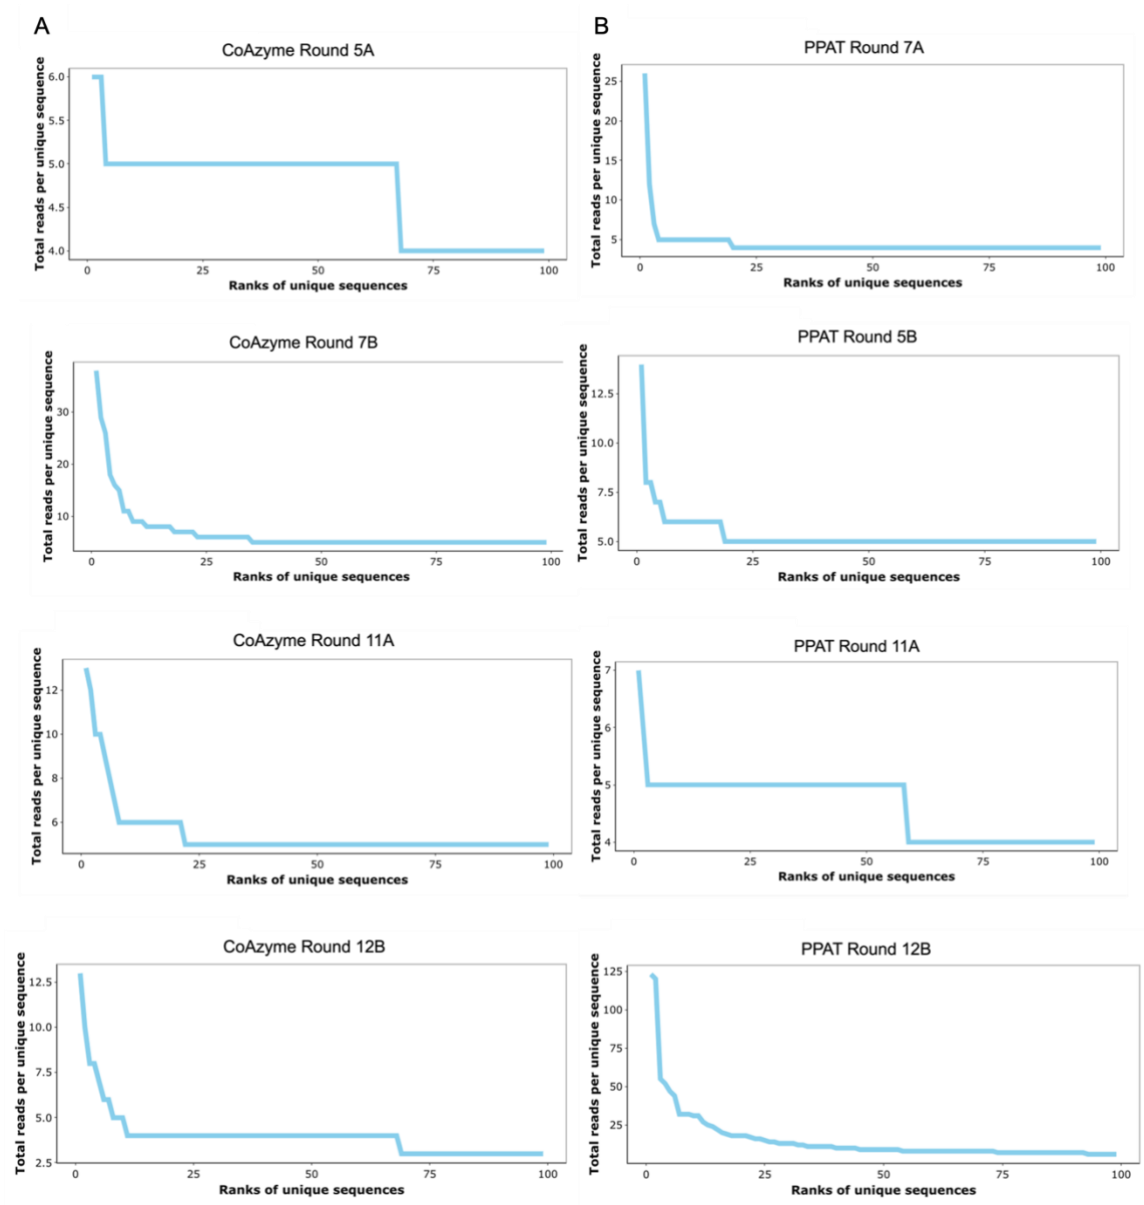 A
B
CoAzyme Round 5A
Total reads per unique sequence
6.0
5.5
5.0
4.5
4.0
0 25 50 75 100
Ranks of unique sequences
PPAT Round 7A
Total reads per unique sequence
25
20
15
10
5
0 25 50 75 100
Ranks of unique sequences
CoAzyme Round 7B
Total reads per unique sequence
30
20
10
0 25 50 75 100
Ranks of unique sequences
PPAT Round 5B
Total reads per unique sequence
12.5
10.0
7.5
5.0
0 25 50 75 100
Ranks of unique sequences
CoAzyme Round 11A
Total reads per unique sequence
12
10
8
6
0 25 50 75 100
Ranks of unique sequences
PPAT Round 11A
Total reads per unique sequence
7
6
5
4
0 25 50 75 100
Ranks of unique sequences
CoAzyme Round 12B
Total reads per unique sequence
12.5
10.0
7.5
5.0
2.5
0 25 50 75 100
Ranks of unique sequences
PPAT Round 12B
Total reads per unique sequence
125
100
75
50
25
0 25 50 75 100
Ranks of unique sequences